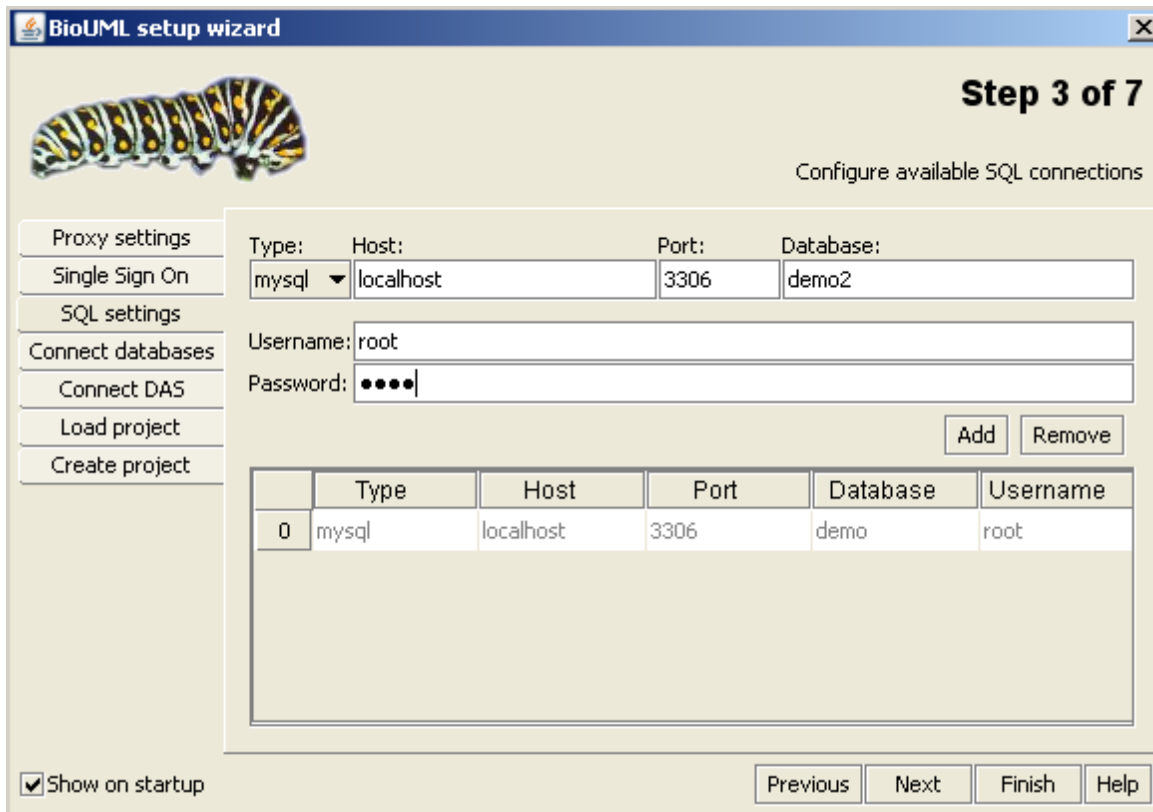 BioUML setup wizard
Step 3 of 7
Configure available SQL connections
Proxy settings
Single Sign On
SQL settings
Connect databases
Connect DAS
Load project
Create project
Type: Host: Port: Database:
mysql localhost 3306 demo2
Username: root
Password: ●●●●
Add Remove
Type Host Port Database Username
0 mysql localhost 3306 demo root
Show on startup Previous Next Finish Help